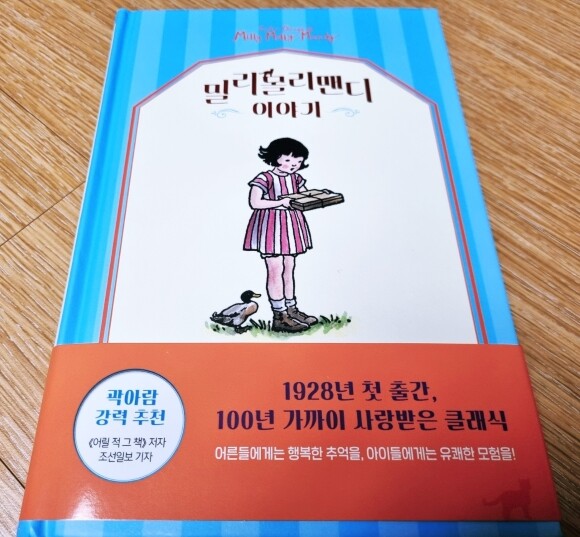 Milly-Molly-Mandy
밀리몰리맨디
이야기
곽아람
강력 추천
《어릴 적 그 책》 저자
조선일보 기자
1928년 첫 출간,
100년 가까이 사랑받은 클래식
어른들에게는 행복한 추억을, 아이들에게는 유쾌한 모험을!